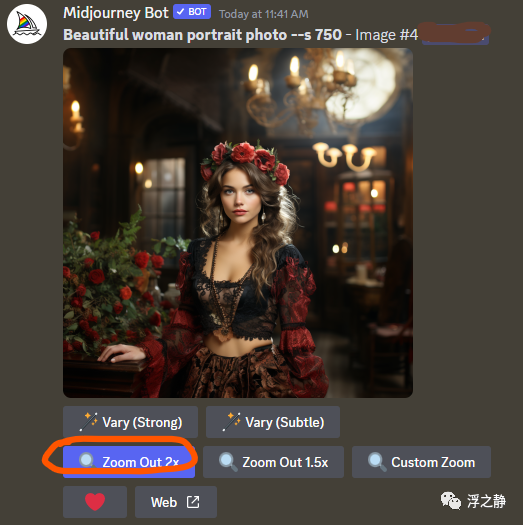 Midjourney Bot ✓ BOT Today at 11:41 AM
Beautiful woman portrait photo --s 750 - Image #4
Vary (Strong) Vary (Subtle)
Zoom Out 2x Zoom Out 1.5x Custom Zoom
Web
浮之静